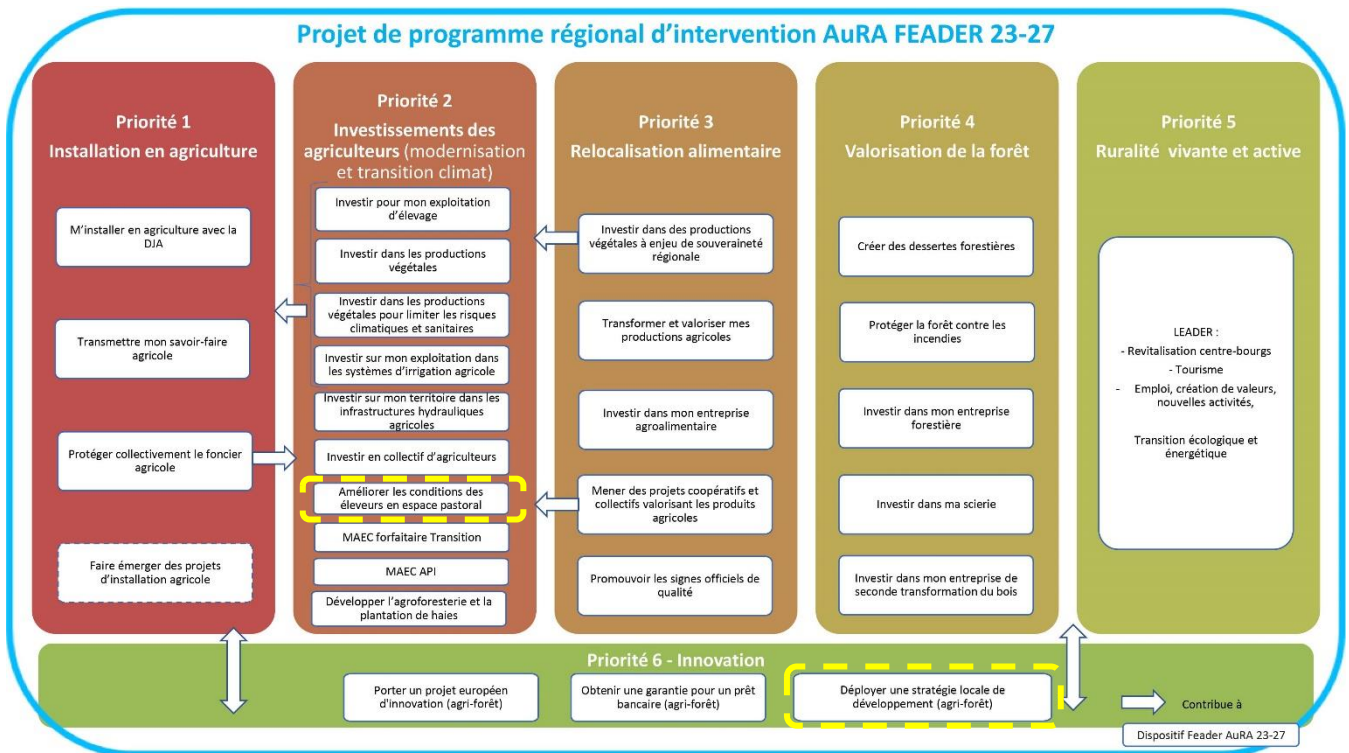 Projet de programme régional d'intervention AuRA FEADER 23-27
Priorité 1
Installation en agriculture
M'installer en agriculture avec la
DJA
Transmettre mon savoir-faire
agricole
Protéger collectivement le foncier
agricole
Faire émerger des projets
d'installation agricole
Priorité 2
Investissements des
agriculteurs (modernisation
et transition climat)
Investir pour mon exploitation
d'élevage
Investir dans les productions
végétales
Investir dans les productions
végétales pour limiter les risques
climatiques et sanitaires
Investir sur mon exploitation dans
les systèmes d'irrigation agricole
Investir sur mon territoire dans les
infrastructures hydrauliques
agricoles
Investir en collectif d'agriculteurs
Améliorer les conditions des
éleveurs en espace pastoral
MAEC forfaitaire Transition
MAEC API
Développer l'agroforesterie et la
plantation de haies
Priorité 3
Relocalisation alimentaire
Investir dans des productions
végétales à enjeu de souveraineté
régionale
Transformer et valoriser mes
productions agricoles
Investir dans mon entreprise
agroalimentaire
Mener des projets coopératifs et
collectifs valorisant les produits
agricoles
Promouvoir les signes officiels de
qualité
Priorité 4
Valorisation de la forêt
Créer des dessertes forestières
Protéger la forêt contre les
incendies
Investir dans mon entreprise
forestière
Investir dans ma scierie
Investir dans mon entreprise de
seconde transformation du bois
Priorité 5
Ruralité vivante et active
LEADER :
- Revitalisation centre-bourgs
- Tourisme
- Emploi, création de valeurs,
nouvelles activités,
Transition écologique et
énergétique
Priorité 6 - Innovation
Porter un projet européen
d'innovation (agri-forêt)
Obtenir une garantie pour un prêt
bancaire (agri-forêt)
Déployer une stratégie locale de
développement (agri-forêt)
Contribue à
Dispositif Feader AuRA 23-27